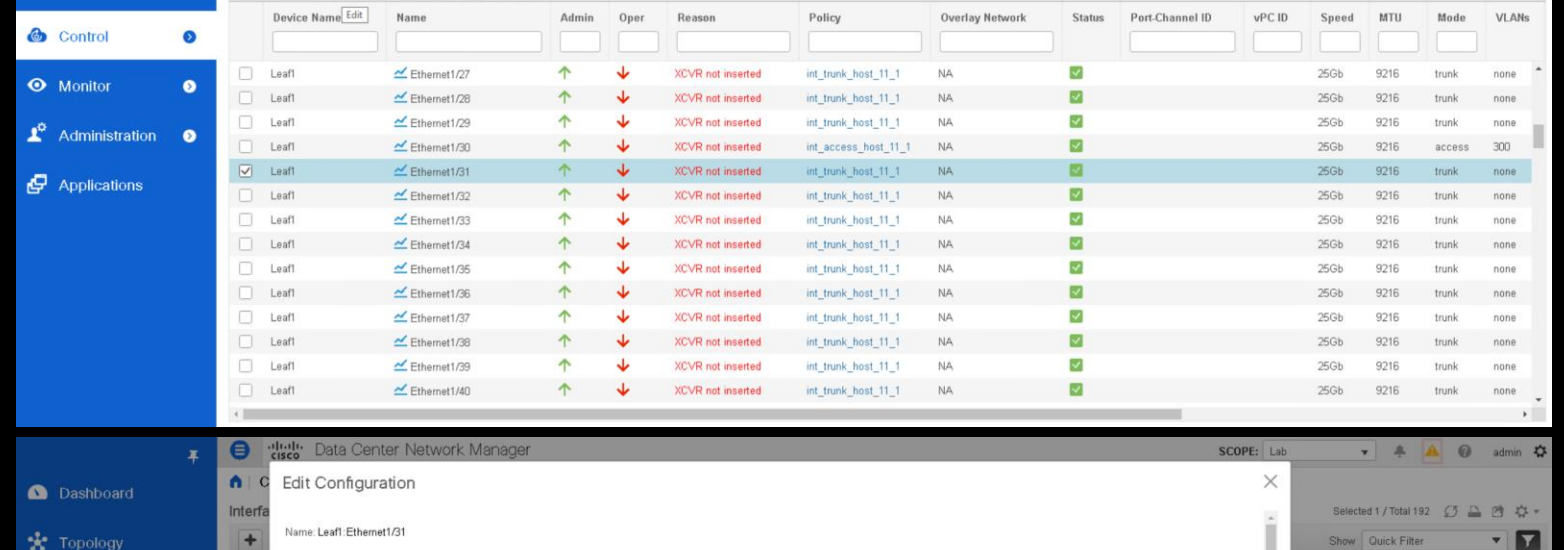 Device Name Edit Name Admin Oper Reason Policy Overlay Network Status Port-Channel ID vPC ID Speed MTU Mode VLANs
Control
Leaf1 Ethernet1/27 XCVR not inserted int_trunk_host_11_1 NA 25Gb 9216 trunk none
Monitor
Leaf1 Ethernet1/28 XCVR not inserted int_trunk_host_11_1 NA 25Gb 9216 trunk none
Leaf1 Ethernet1/29 XCVR not inserted int_trunk_host_11_1 NA 25Gb 9216 trunk none
Administration
Leaf1 Ethernet1/30 XCVR not inserted int_access_host_11_1 NA 25Gb 9216 access 300
Leaf1 Ethernet1/31 XCVR not inserted int_trunk_host_11_1 NA 25Gb 9216 trunk none
Applications
Leaf1 Ethernet1/32 XCVR not inserted int_trunk_host_11_1 NA 25Gb 9216 trunk none
Leaf1 Ethernet1/33 XCVR not inserted int_trunk_host_11_1 NA 25Gb 9216 trunk none
Leaf1 Ethernet1/34 XCVR not inserted int_trunk_host_11_1 NA 25Gb 9216 trunk none
Leaf1 Ethernet1/35 XCVR not inserted int_trunk_host_11_1 NA 25Gb 9216 trunk none
Leaf1 Ethernet1/36 XCVR not inserted int_trunk_host_11_1 NA 25Gb 9216 trunk none
Leaf1 Ethernet1/37 XCVR not inserted int_trunk_host_11_1 NA 25Gb 9216 trunk none
Leaf1 Ethernet1/38 XCVR not inserted int_trunk_host_11_1 NA 25Gb 9216 trunk none
Leaf1 Ethernet1/39 XCVR not inserted int_trunk_host_11_1 NA 25Gb 9216 trunk none
Leaf1 Ethernet1/40 XCVR not inserted int_trunk_host_11_1 NA 25Gb 9216 trunk none
cisco Data Center Network Manager SCOPE: Lab admin
Dashboard
C Edit Configuration
Interfa Selected 1 / Total 192
Name: Leaf1:Ethernet1/31
Topology
Show Quick Filter